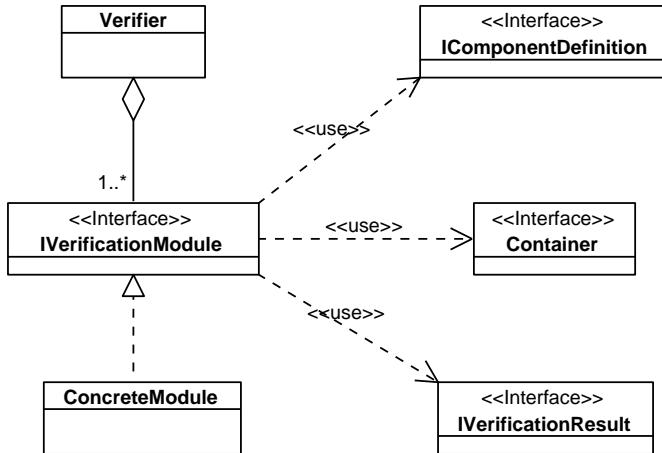 Verifier
<<Interface>>
IComponentDefinition
<<use>>
1..*
<<Interface>>
IVerificationModule
<<use>>
<<Interface>>
Container
<<use>>
ConcreteModule
<<Interface>>
IVerificationResult